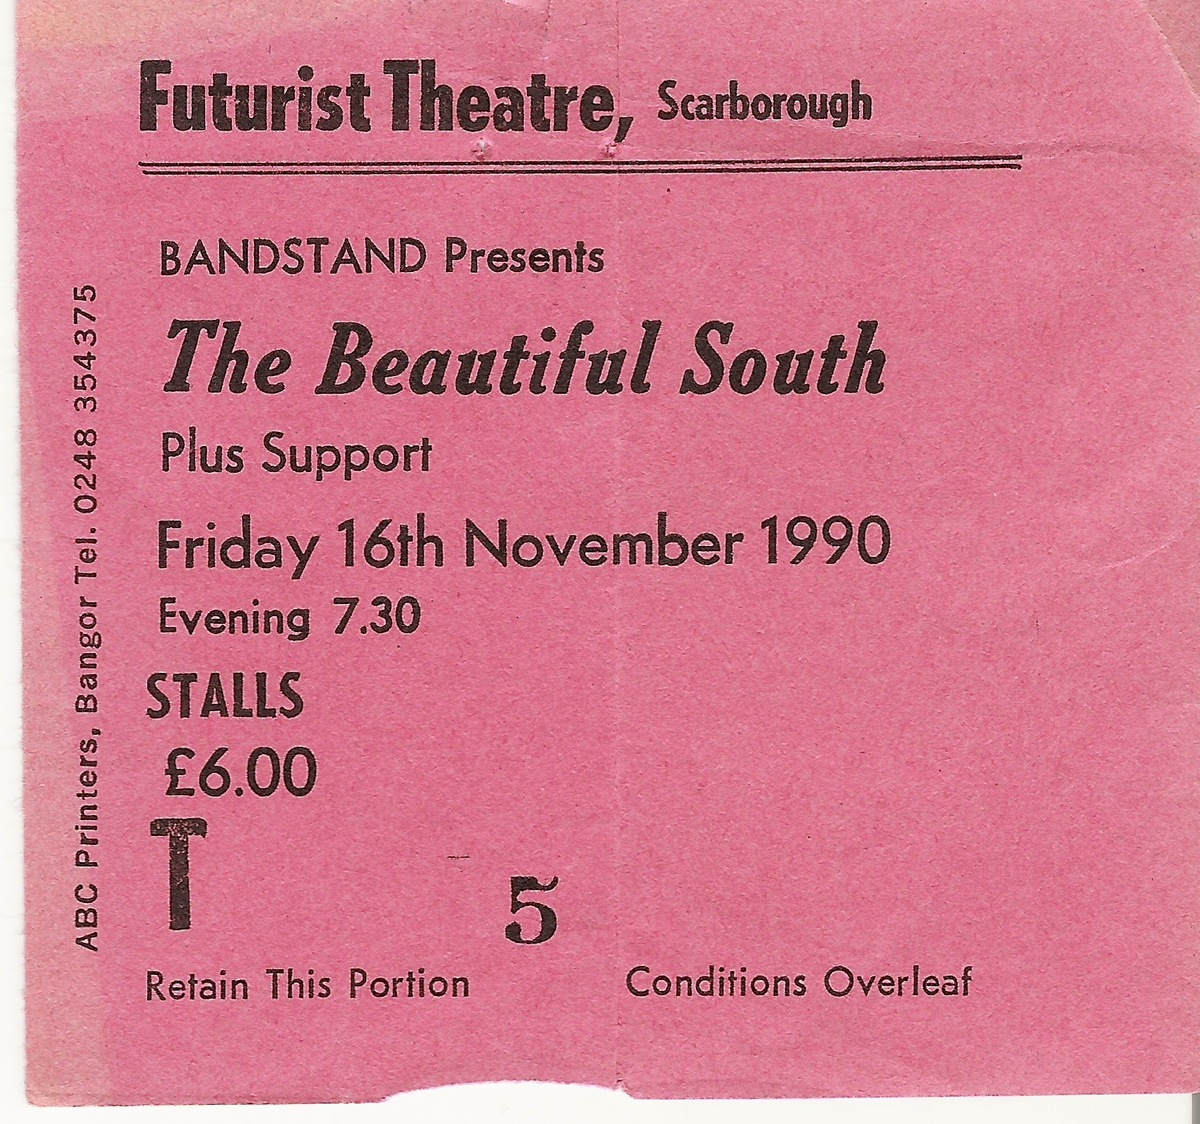 Futurist Theatre, Scarborough
BANDSTAND Presents
The Beautiful South
Plus Support
Friday 16th November 1990
Evening 7.30
STALLS
£6.00
T 5
Retain This Portion Conditions Overleaf
ABC Printers, Bangor Tel. 0248 354375